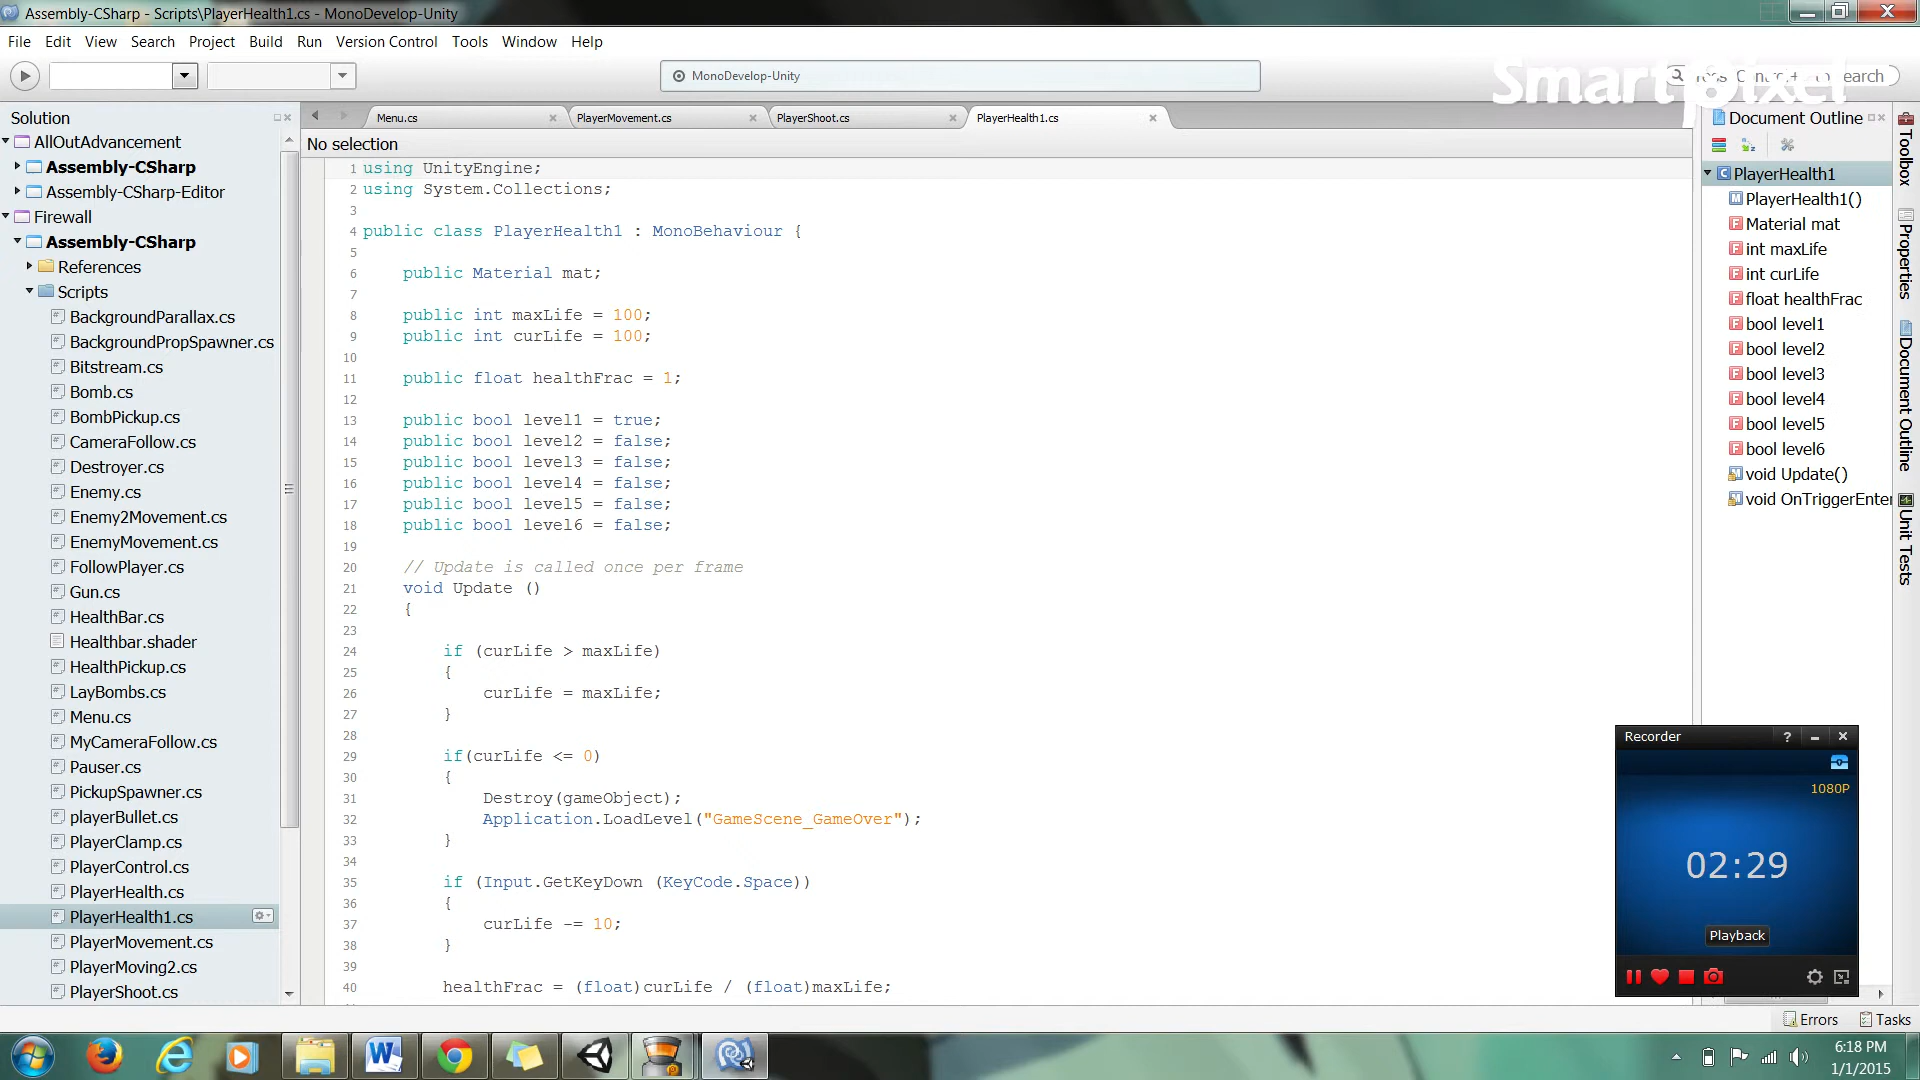 Assembly-CSharp - Scripts\PlayerHealth1.cs - MonoDevelop-Unity
File Edit View Search Project Build Run Version Control Tools Window Help
MonoDevelop-Unity
to search
SmartPixel
Solution
AllOutAdvancement
Assembly-CSharp
Assembly-CSharp-Editor
Firewall
Assembly-CSharp
References
Scripts
BackgroundParallax.cs
BackgroundPropSpawner.cs
Bitstream.cs
Bomb.cs
BombPickup.cs
CameraFollow.cs
Destroyer.cs
Enemy.cs
Enemy2Movement.cs
EnemyMovement.cs
FollowPlayer.cs
Gun.cs
HealthBar.cs
Healthbar.shader
HealthPickup.cs
LayBombs.cs
Menu.cs
MyCameraFollow.cs
Pauser.cs
PickupSpawner.cs
playerBullet.cs
PlayerClamp.cs
PlayerControl.cs
PlayerHealth.cs
PlayerHealth1.cs
PlayerMovement.cs
PlayerMoving2.cs
PlayerShoot.cs
Menu.cs PlayerMovement.cs PlayerShoot.cs PlayerHealth1.cs
No selection
1 using UnityEngine;
2 using System.Collections;
3
4 public class PlayerHealth1 : MonoBehaviour {
5
6 public Material mat;
7
8 public int maxLife = 100;
9 public int curLife = 100;
10
11 public float healthFrac = 1;
12
13 public bool level1 = true;
14 public bool level2 = false;
15 public bool level3 = false;
16 public bool level4 = false;
17 public bool level5 = false;
18 public bool level6 = false;
19
20 // Update is called once per frame
21 void Update ()
22 {
23
24 if (curLife > maxLife)
25 {
26 curLife = maxLife;
27 }
28
29 if(curLife <= 0)
30 {
31 Destroy(gameObject);
32 Application.LoadLevel("GameScene_GameOver");
33 }
34
35 if (Input.GetKeyDown (KeyCode.Space))
36 {
37 curLife -= 10;
38 }
39
40 healthFrac = (float)curLife / (float)maxLife;
Document Outline
PlayerHealth1
PlayerHealth1()
Material mat
int maxLife
int curLife
float healthFrac
bool level1
bool level2
bool level3
bool level4
bool level5
bool level6
void Update()
void OnTriggerEnter
Toolbox
Properties
Document Outline
Unit Tests
Recorder
1080P
02:29
Playback
Errors Tasks
6:18 PM
1/1/2015